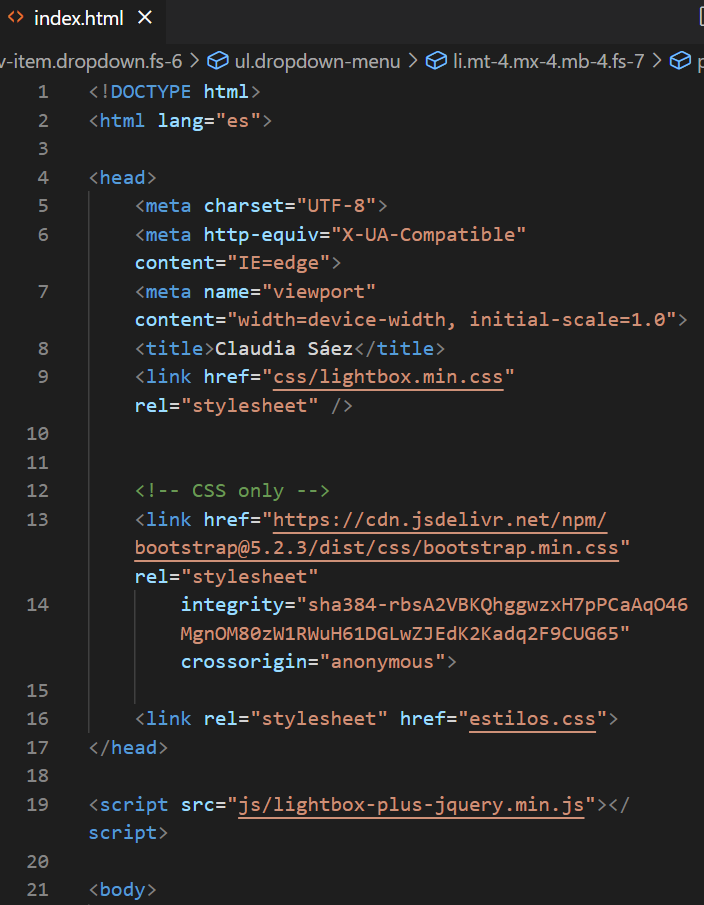 index.html
v-item.dropdown.fs-6 > ul.dropdown-menu > li.mt-4.mx-4.mb-4.fs-7 > p
1 <!DOCTYPE html>
2 <html lang="es">
3
4 <head>
5 <meta charset="UTF-8">
6 <meta http-equiv="X-UA-Compatible"
content="IE=edge">
7 <meta name="viewport"
content="width=device-width, initial-scale=1.0">
8 <title>Claudia Sáez</title>
9 <link href="css/lightbox.min.css"
rel="stylesheet" />
10
11
12 <!-- CSS only -->
13 <link href="https://cdn.jsdelivr.net/npm/
bootstrap@5.2.3/dist/css/bootstrap.min.css"
rel="stylesheet"
14 integrity="sha384-rbsA2VBKQhggwzxH7pPCaAqO46
MgnOM80zW1RWuH61DGLwZJEdK2Kadq2F9CUG65"
crossorigin="anonymous">
15
16 <link rel="stylesheet" href="estilos.css">
17 </head>
18
19 <script src="js/lightbox-plus-jquery.min.js"></
script>
20
21 <body>